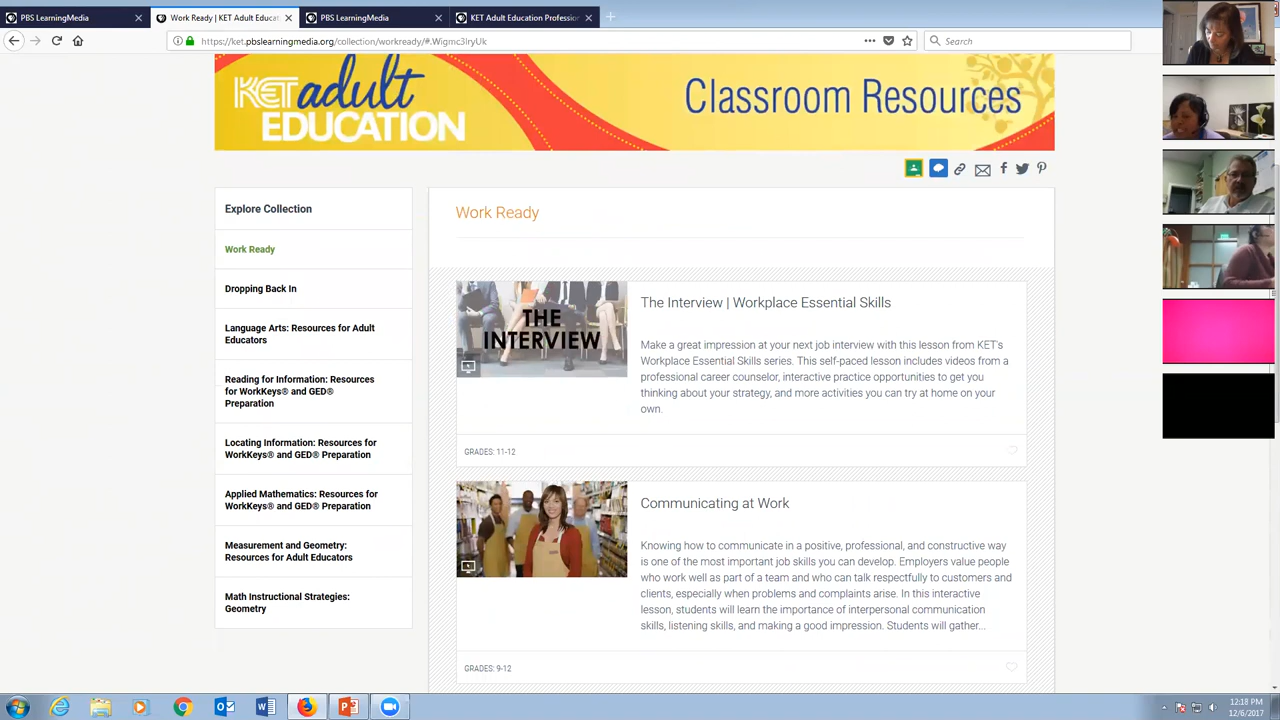 PBS LearningMedia
Work Ready | KET Adult Educat
PBS LearningMedia
KET Adult Education Professio
https://ket.pbslearningmedia.org/collection/workready/#.Wigmc3lryUk
Search
KET adult
EDUCATION
Classroom Resources
Explore Collection
Work Ready
Dropping Back In
Language Arts: Resources for Adult
Educators
Reading for Information: Resources
for WorkKeys® and GED®
Preparation
Locating Information: Resources for
WorkKeys® and GED® Preparation
Applied Mathematics: Resources for
WorkKeys® and GED® Preparation
Measurement and Geometry:
Resources for Adult Educators
Math Instructional Strategies:
Geometry
Work Ready
THE
INTERVIEW
The Interview | Workplace Essential Skills
Make a great impression at your next job interview with this lesson from KET's
Workplace Essential Skills series. This self-paced lesson includes videos from a
professional career counselor, interactive practice opportunities to get you
thinking about your strategy, and more activities you can try at home on your
own.
GRADES: 11-12
Communicating at Work
Knowing how to communicate in a positive, professional, and constructive way
is one of the most important job skills you can develop. Employers value people
who work well as part of a team and who can talk respectfully to customers and
clients, especially when problems and complaints arise. In this interactive
lesson, students will learn the importance of interpersonal communication
skills, listening skills, and making a good impression. Students will gather...
GRADES: 9-12
12:18 PM
12/6/2017